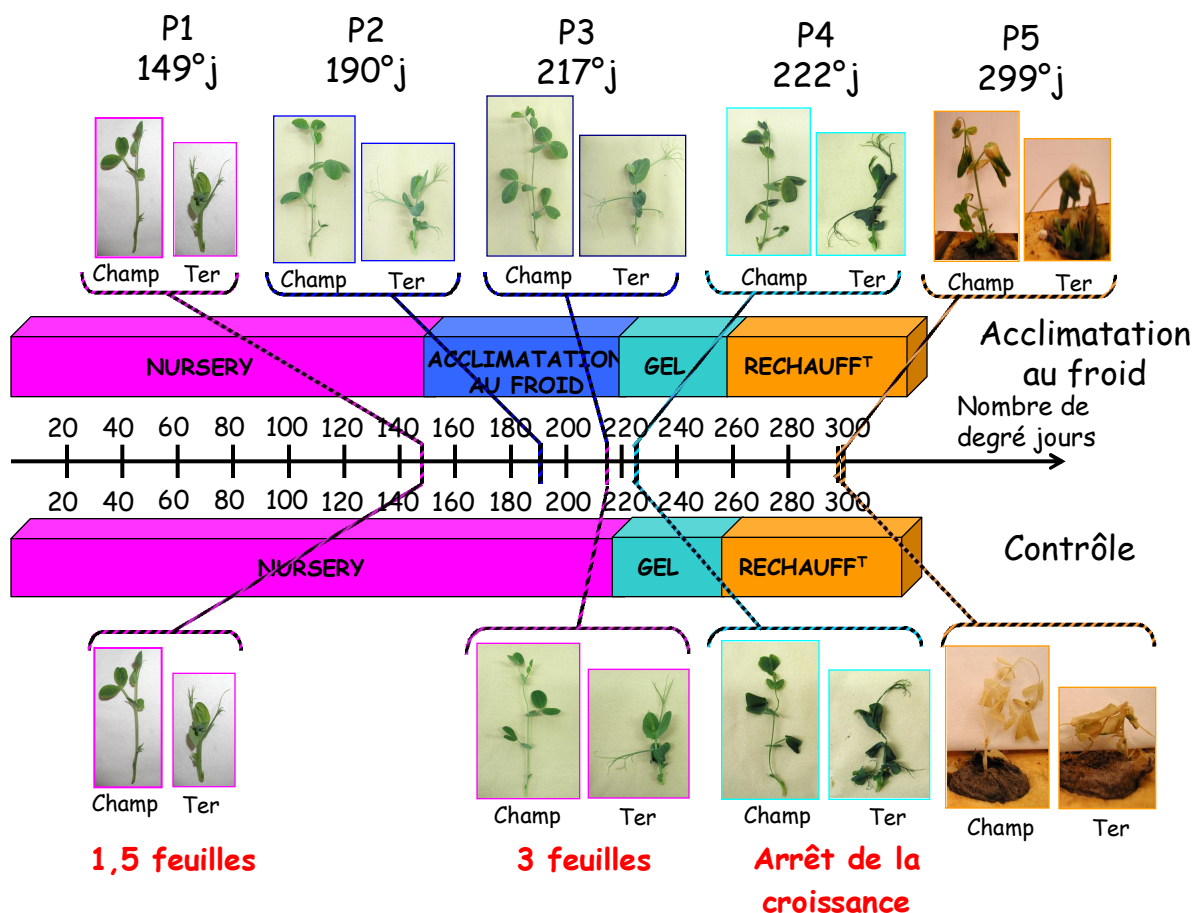 P1
149°j
P2
190°j
P3
217°j
P4
222°j
P5
299°j
Champ Ter
Champ Ter
Champ Ter
Champ Ter
Champ Ter
NURSERY
ACCLIMATATION
AU FROID
GEL
RECHAUFFᵀ
Acclimatation
au froid
Nombre de
degré jours
20 40 60 80 100 120 140 160 180 200 220 240 260 280 300
20 40 60 80 100 120 140 160 180 200 220 240 260 280 300
NURSERY
GEL
RECHAUFFᵀ
Contrôle
Champ Ter
Champ Ter
Champ Ter
Champ Ter
1,5 feuilles
3 feuilles
Arrêt de la
croissance